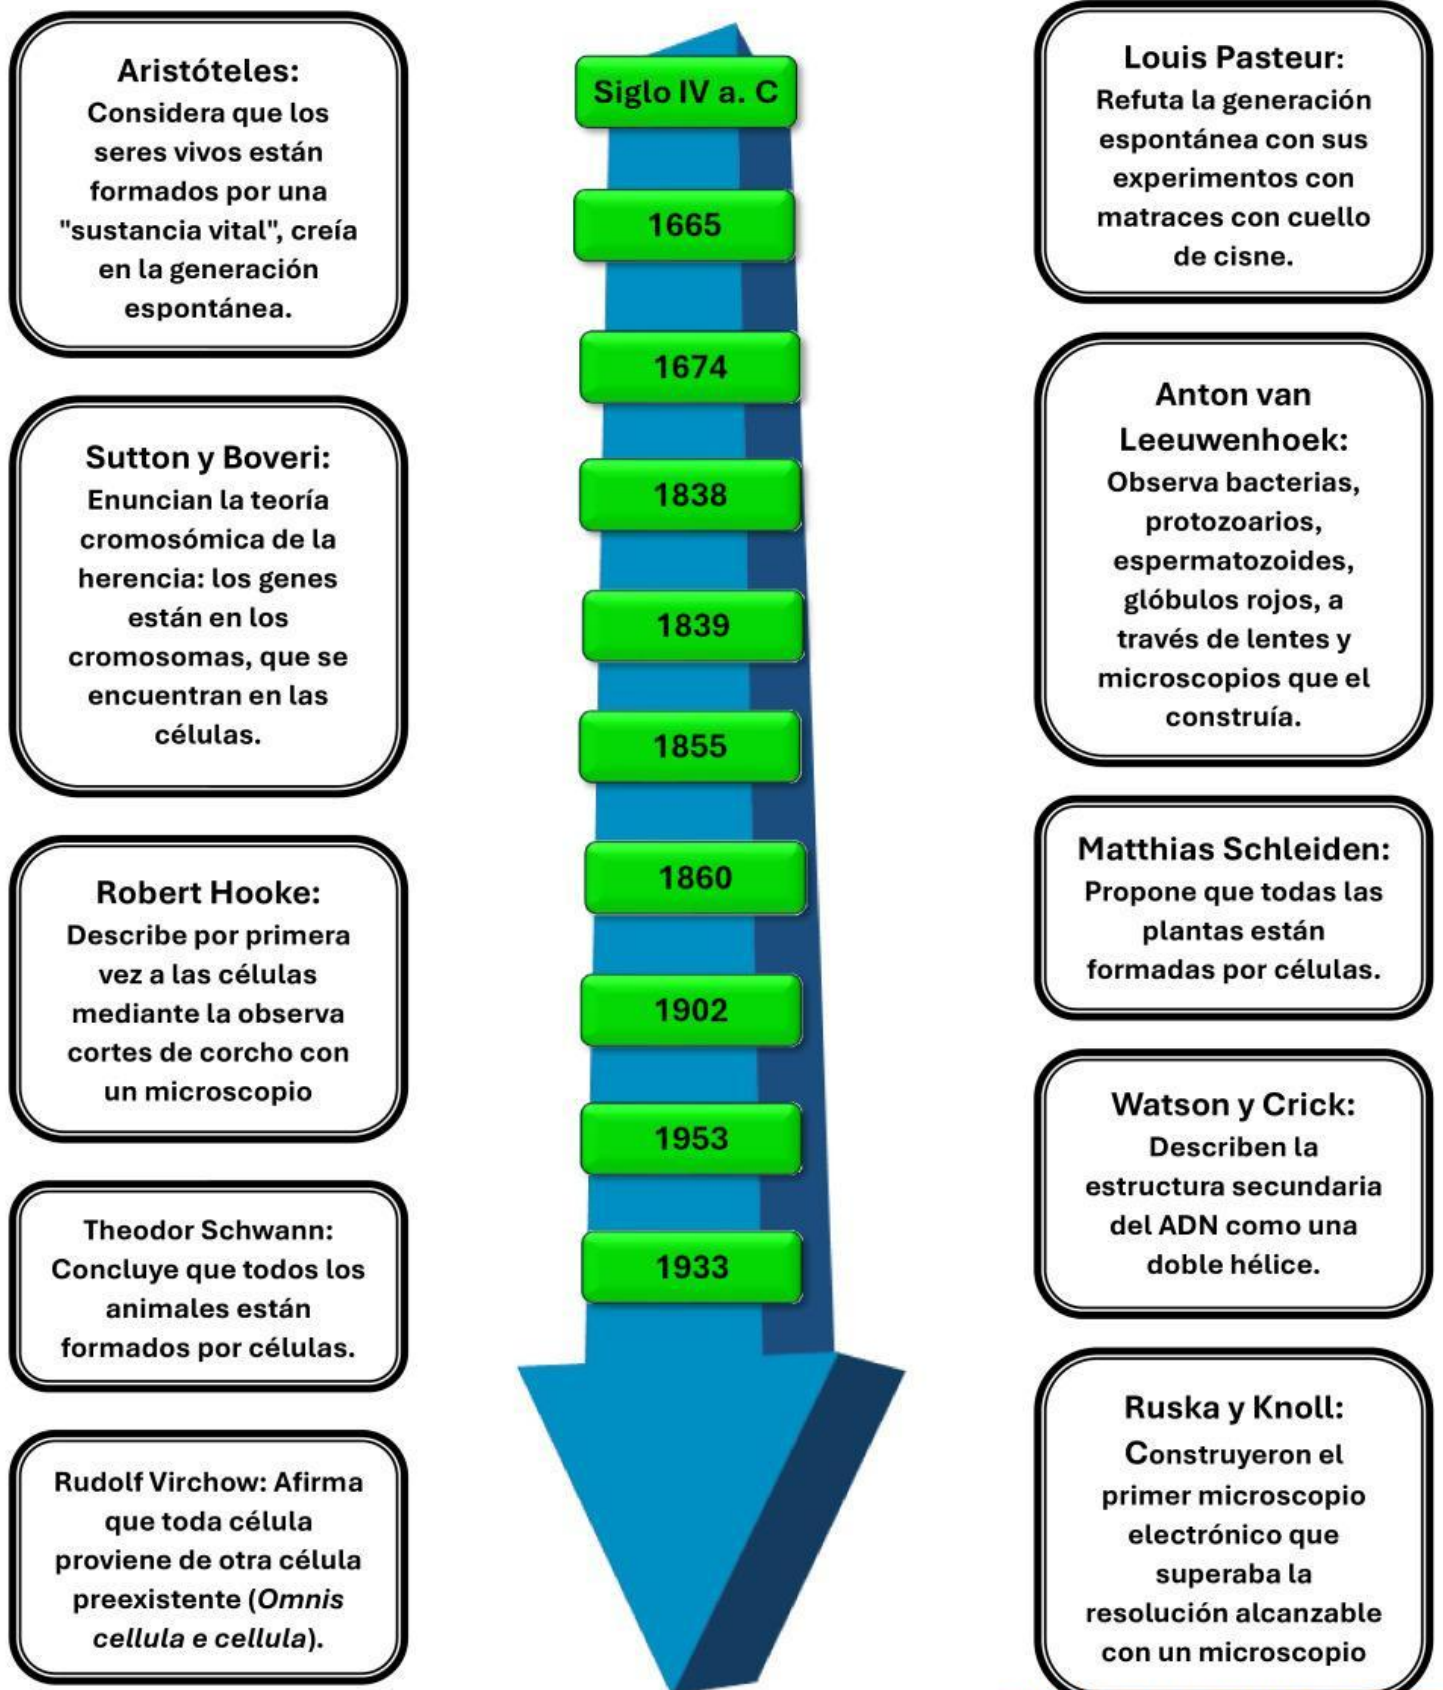 Aristóteles:
Considera que los
seres vivos están
formados por una
"sustancia vital", creía
en la generación
espontánea.
Sutton y Boveri:
Enuncian la teoría
cromosómica de la
herencia: los genes
están en los
cromosomas, que se
encuentran en las
células.
Robert Hooke:
Describe por primera
vez a las células
mediante la observa
cortes de corcho con
un microscopio
Theodor Schwann:
Concluye que todos los
animales están
formados por células.
Rudolf Virchow: Afirma
que toda célula
proviene de otra célula
preexistente (Omnis
cellula e cellula).
Siglo IV a. C
1665
1674
1838
1839
1855
1860
1902
1953
1933
Louis Pasteur:
Refuta la generación
espontánea con sus
experimentos con
matraces con cuello
de cisne.
Anton van
Leeuwenhoek:
Observa bacterias,
protozoarios,
espermatozoides,
glóbulos rojos, a
través de lentes y
microscopios que el
construía.
Matthias Schleiden:
Propone que todas las
plantas están
formadas por células.
Watson y Crick:
Describen la
estructura secundaria
del ADN como una
doble hélice.
Ruska y Knoll:
Construyeron el
primer microscopio
electrónico que
superaba la
resolución alcanzable
con un microscopio